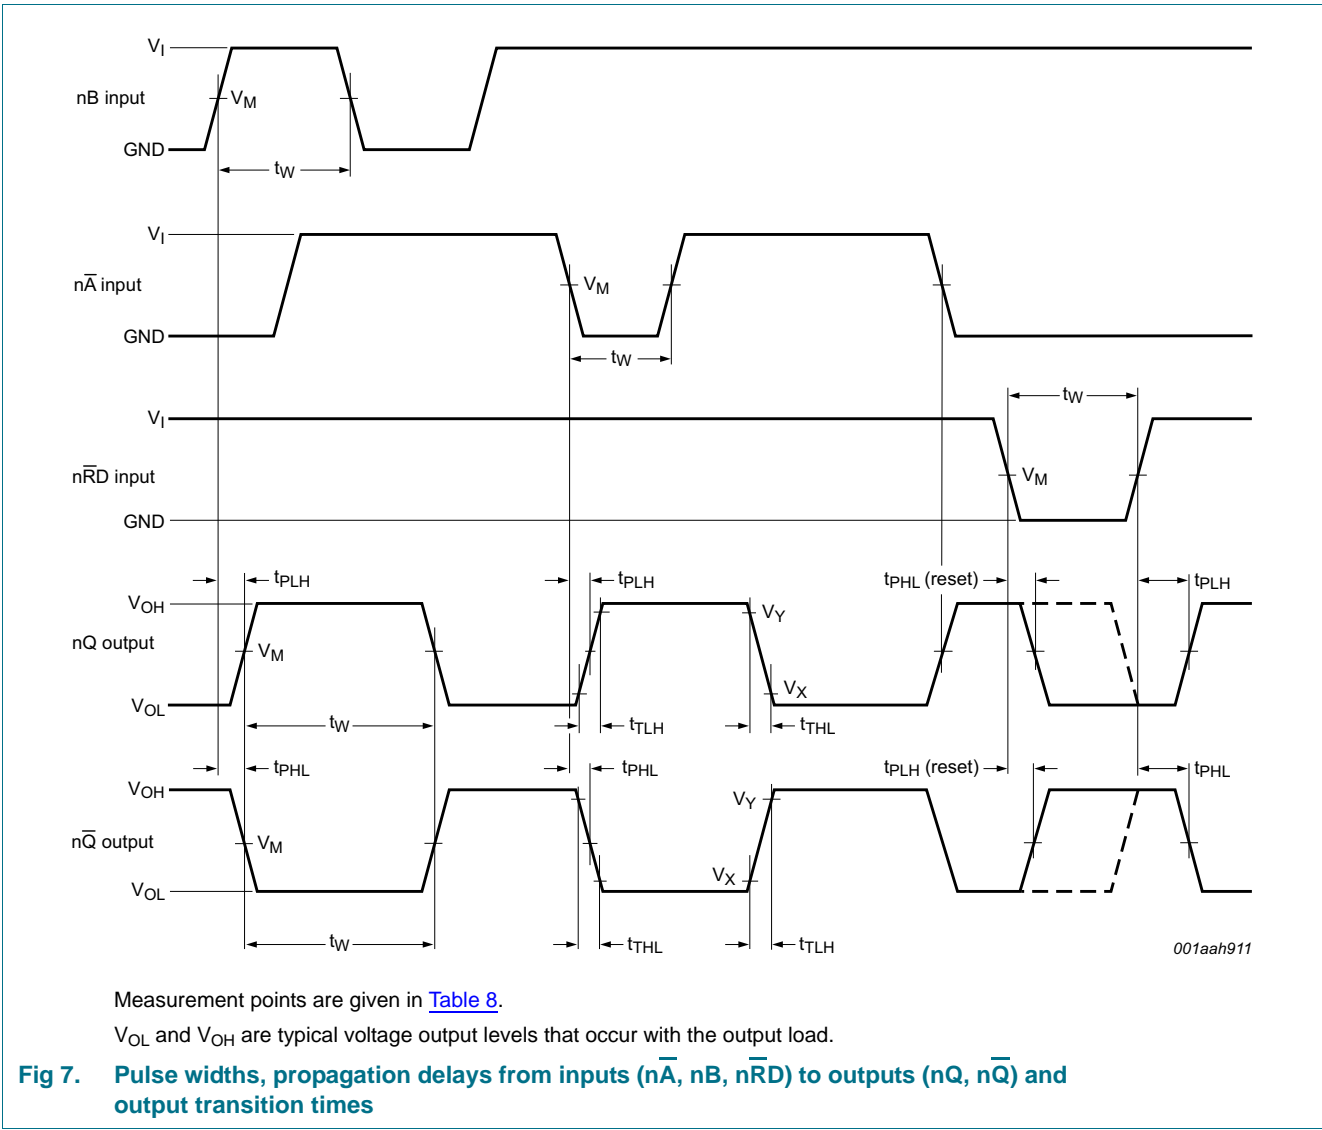 VI
nB input
VM
GND
tW
VI
nA̅ input
VM
GND
tW
tW
VI
nR̅D input
VM
GND
tPLH
tPLH
tPHL (reset)
tPLH
VOH
VY
nQ output
VM
VX
VOL
tW
tTLH
tTHL
tPHL
tPHL
tPLH (reset)
tPHL
VOH
VY
nQ̅ output
VM
VX
VOL
tW
tTHL
tTLH
001aah911
Measurement points are given in Table 8.
VOL and VOH are typical voltage output levels that occur with the output load.
Fig 7. Pulse widths, propagation delays from inputs (nA̅, nB, nR̅D) to outputs (nQ, nQ̅) and
output transition times